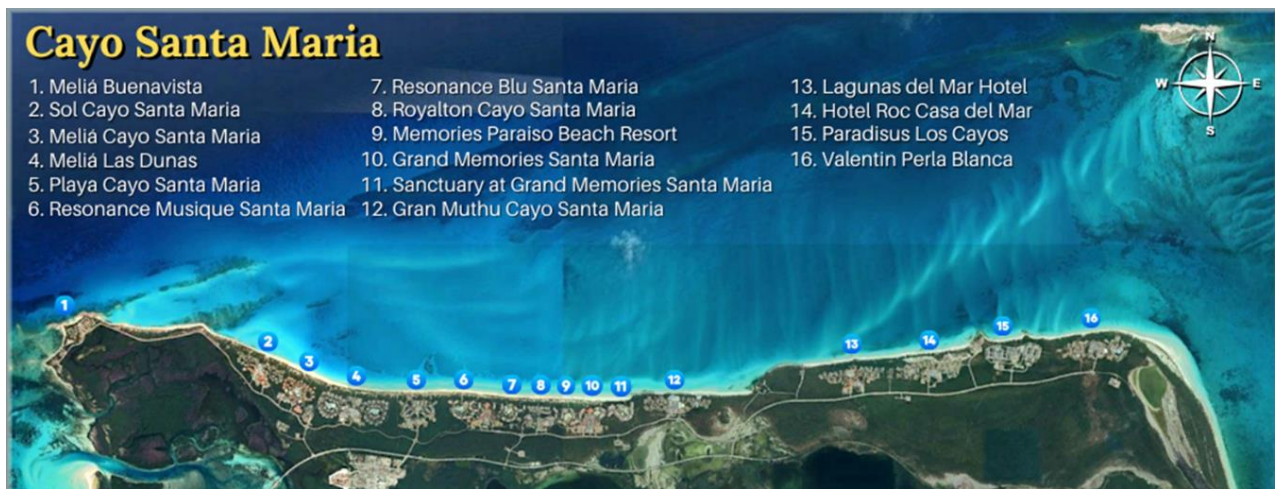 Cayo Santa Maria
1. Meliá Buenavista
2. Sol Cayo Santa Maria
3. Meliá Cayo Santa Maria
4. Meliá Las Dunas
5. Playa Cayo Santa Maria
6. Resonance Musique Santa Maria
7. Resonance Blu Santa Maria
8. Royalton Cayo Santa Maria
9. Memories Paraiso Beach Resort
10. Grand Memories Santa Maria
11. Sanctuary at Grand Memories Santa Maria
12. Gran Muthu Cayo Santa Maria
13. Lagunas del Mar Hotel
14. Hotel Roc Casa del Mar
15. Paradisus Los Cayos
16. Valentin Perla Blanca
N
W E
S
1
2
3
4
5
6
7
8
9
10
11
12
13
14
15
16